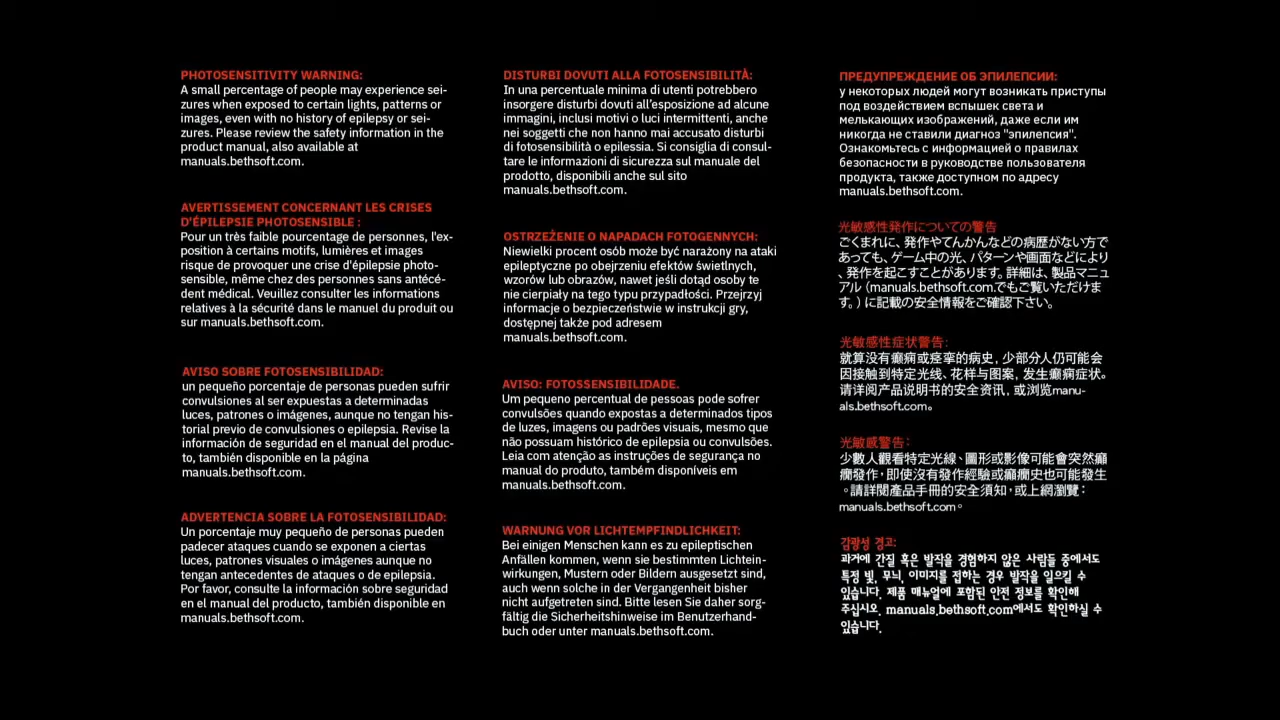 PHOTOSENSITIVITY WARNING:
A small percentage of people may experience sei-
zures when exposed to certain lights, patterns or
images, even with no history of epilepsy or sei-
zures. Please review the safety information in the
product manual, also available at
manuals.bethsoft.com.
AVERTISSEMENT CONCERNANT LES CRISES
D'ÉPILEPSIE PHOTOSENSIBLE :
Pour un très faible pourcentage de personnes, l'ex-
position à certains motifs, lumières et images
risque de provoquer une crise d'épilepsie photo-
sensible, même chez des personnes sans antécé-
dent médical. Veuillez consulter les informations
relatives à la sécurité dans le manuel du produit ou
sur manuals.bethsoft.com.
AVISO SOBRE FOTOSENSIBILIDAD:
un pequeño porcentaje de personas pueden sufrir
convulsiones al ser expuestas a determinadas
luces, patrones o imágenes, aunque no tengan his-
torial previo de convulsiones o epilepsia. Revise la
información de seguridad en el manual del produc-
to, también disponible en la página
manuals.bethsoft.com.
ADVERTENCIA SOBRE LA FOTOSENSIBILIDAD:
Un porcentaje muy pequeño de personas pueden
padecer ataques cuando se exponen a ciertas
luces, patrones visuales o imágenes aunque no
tengan antecedentes de ataques o de epilepsia.
Por favor, consulte la información sobre seguridad
en el manual del producto, también disponible en
manuals.bethsoft.com.
DISTURBI DOVUTI ALLA FOTOSENSIBILITÀ:
In una percentuale minima di utenti potrebbero
insorgere disturbi dovuti all'esposizione ad alcune
immagini, inclusi motivi o luci intermittenti, anche
nei soggetti che non hanno mai accusato disturbi
di fotosensibilità o epilessia. Si consiglia di consul-
tare le informazioni di sicurezza sul manuale del
prodotto, disponibili anche sul sito
manuals.bethsoft.com.
OSTRZEŻENIE O NAPADACH FOTOGENNYCH:
Niewielki procent osób może być narażony na ataki
epileptyczne po obejrzeniu efektów świetlnych,
wzorów lub obrazów, nawet jeśli dotąd osoby te
nie cierpiały na tego typu przypadłości. Przejrzyj
informacje o bezpieczeństwie w instrukcji gry,
dostępnej także pod adresem
manuals.bethsoft.com.
AVISO: FOTOSSENSIBILIDADE.
Um pequeno percentual de pessoas pode sofrer
convulsões quando expostas a determinados tipos
de luzes, imagens ou padrões visuais, mesmo que
não possuam histórico de epilepsia ou convulsões.
Leia com atenção as instruções de segurança no
manual do produto, também disponíveis em
manuals.bethsoft.com.
WARNUNG VOR LICHTEMPFINDLICHKEIT:
Bei einigen Menschen kann es zu epileptischen
Anfällen kommen, wenn sie bestimmten Lichtein-
wirkungen, Mustern oder Bildern ausgesetzt sind,
auch wenn solche in der Vergangenheit bisher
nicht aufgetreten sind. Bitte lesen Sie daher sorg-
fältig die Sicherheitshinweise im Benutzerhand-
buch oder unter manuals.bethsoft.com.
ПРЕДУПРЕЖДЕНИЕ ОБ ЭПИЛЕПСИИ:
у некоторых людей могут возникать приступы
под воздействием вспышек света и
мелькающих изображений, даже если им
никогда не ставили диагноз "эпилепсия".
Ознакомьтесь с информацией о правилах
безопасности в руководстве пользователя
продукта, также доступном по адресу
manuals.bethsoft.com.
光敏感性発作についての警告
ごくまれに、発作やてんかんなどの病歴がない方で
あっても、ゲーム中の光、パターンや画面などにより
、発作を起こすことがあります。詳細は、製品マニュ
アル（manuals.bethsoft.comでもご覧いただけま
す。）に記載の安全情報をご確認下さい。
光敏感性症状警告：
就算没有癫痫或痉挛的病史，少部分人仍可能会
因接触到特定光线、花样与图案，发生癫痫症状。
请详阅产品说明书的安全资讯，或浏览manu-
als.bethsoft.com。
光敏感警告：
少數人觀看特定光線、圖形或影像可能會突然癲
癇發作，即使沒有發作經驗或癲癇史也可能發生
。請詳閱產品手冊的安全須知，或上網瀏覽：
manuals.bethsoft.com。
감광성 경고:
과거에 간질 혹은 발작을 경험하지 않은 사람들 중에서도
특정 빛, 무늬, 이미지를 접하는 경우 발작을 일으킬 수
있습니다. 제품 매뉴얼에 포함된 안전 정보를 확인해
주십시오. manuals.bethsoft.com에서도 확인하실 수
있습니다.